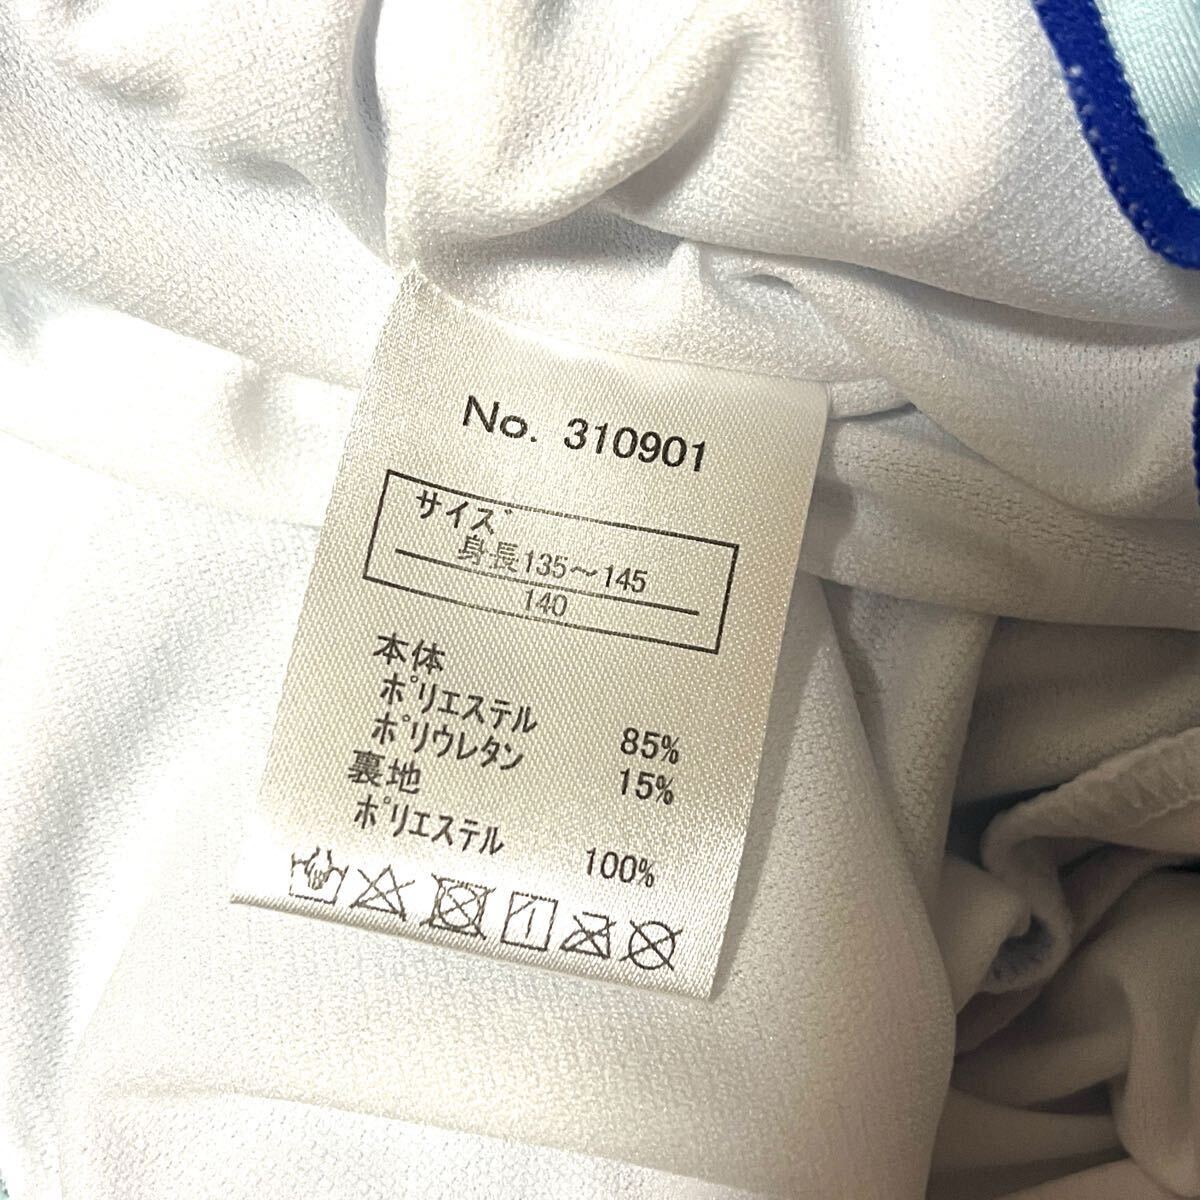 No. 310901
サイズ
身長135～145
140
本体
ポリエステル 85%
ポリウレタン 15%
裏地
ポリエステル 100%